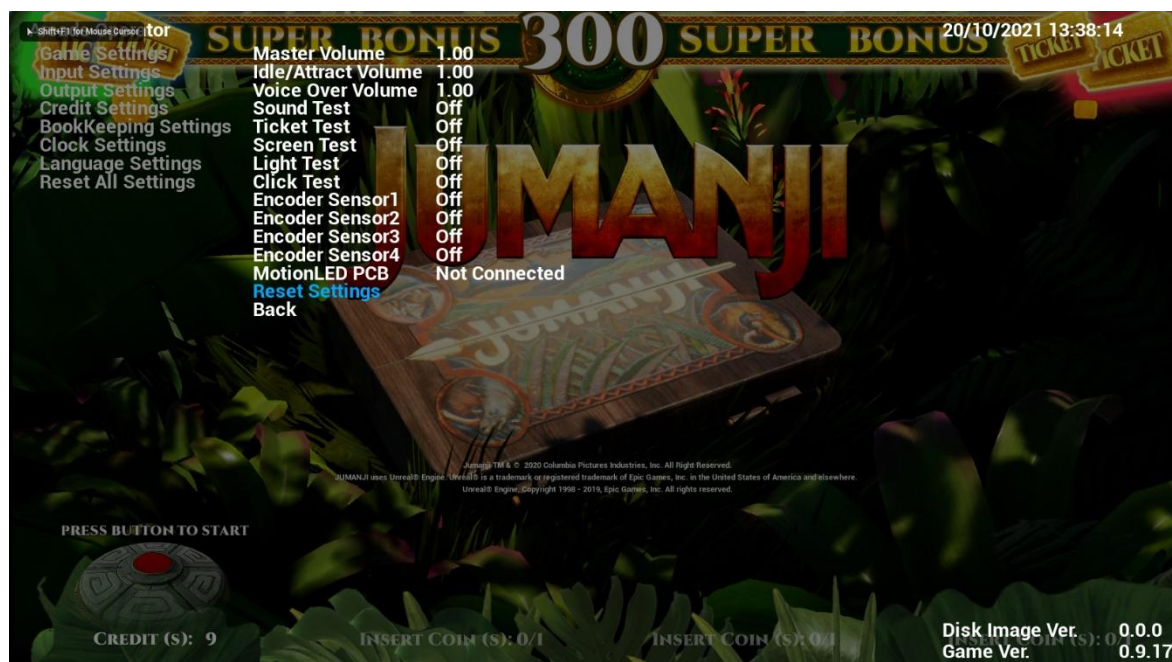 Shift+F1 for Mouse Cursor
tor
20/10/2021 13:38:14
SUPER BONUS 300 SUPER BONUS
TICKET
TICKET
Game Settings
Input Settings
Output Settings
Credit Settings
BookKeeping Settings
Clock Settings
Language Settings
Reset All Settings
Master Volume 1.00
Idle/Attract Volume 1.00
Voice Over Volume 1.00
Sound Test Off
Ticket Test Off
Screen Test Off
Light Test Off
Click Test Off
Encoder Sensor1 Off
Encoder Sensor2 Off
Encoder Sensor3 Off
Encoder Sensor4 Off
MotionLED PCB Not Connected
Reset Settings
Back
JUMANJI
JUMANJI
Jumanji TM & © 2020 Columbia Pictures Industries, Inc. All Right Reserved.
JUMANJI uses Unreal® Engine. Unreal® is a trademark or registered trademark of Epic Games, Inc. in the United States of America and elsewhere.
Unreal® Engine, Copyright 1998 - 2019, Epic Games, Inc. All rights reserved.
PRESS BUTTON TO START
CREDIT (S): 9
INSERT COIN (S): 0/1
INSERT COIN (S): 0/1
Disk Image Ver. 0.0.0
Game Ver. 0.9.17